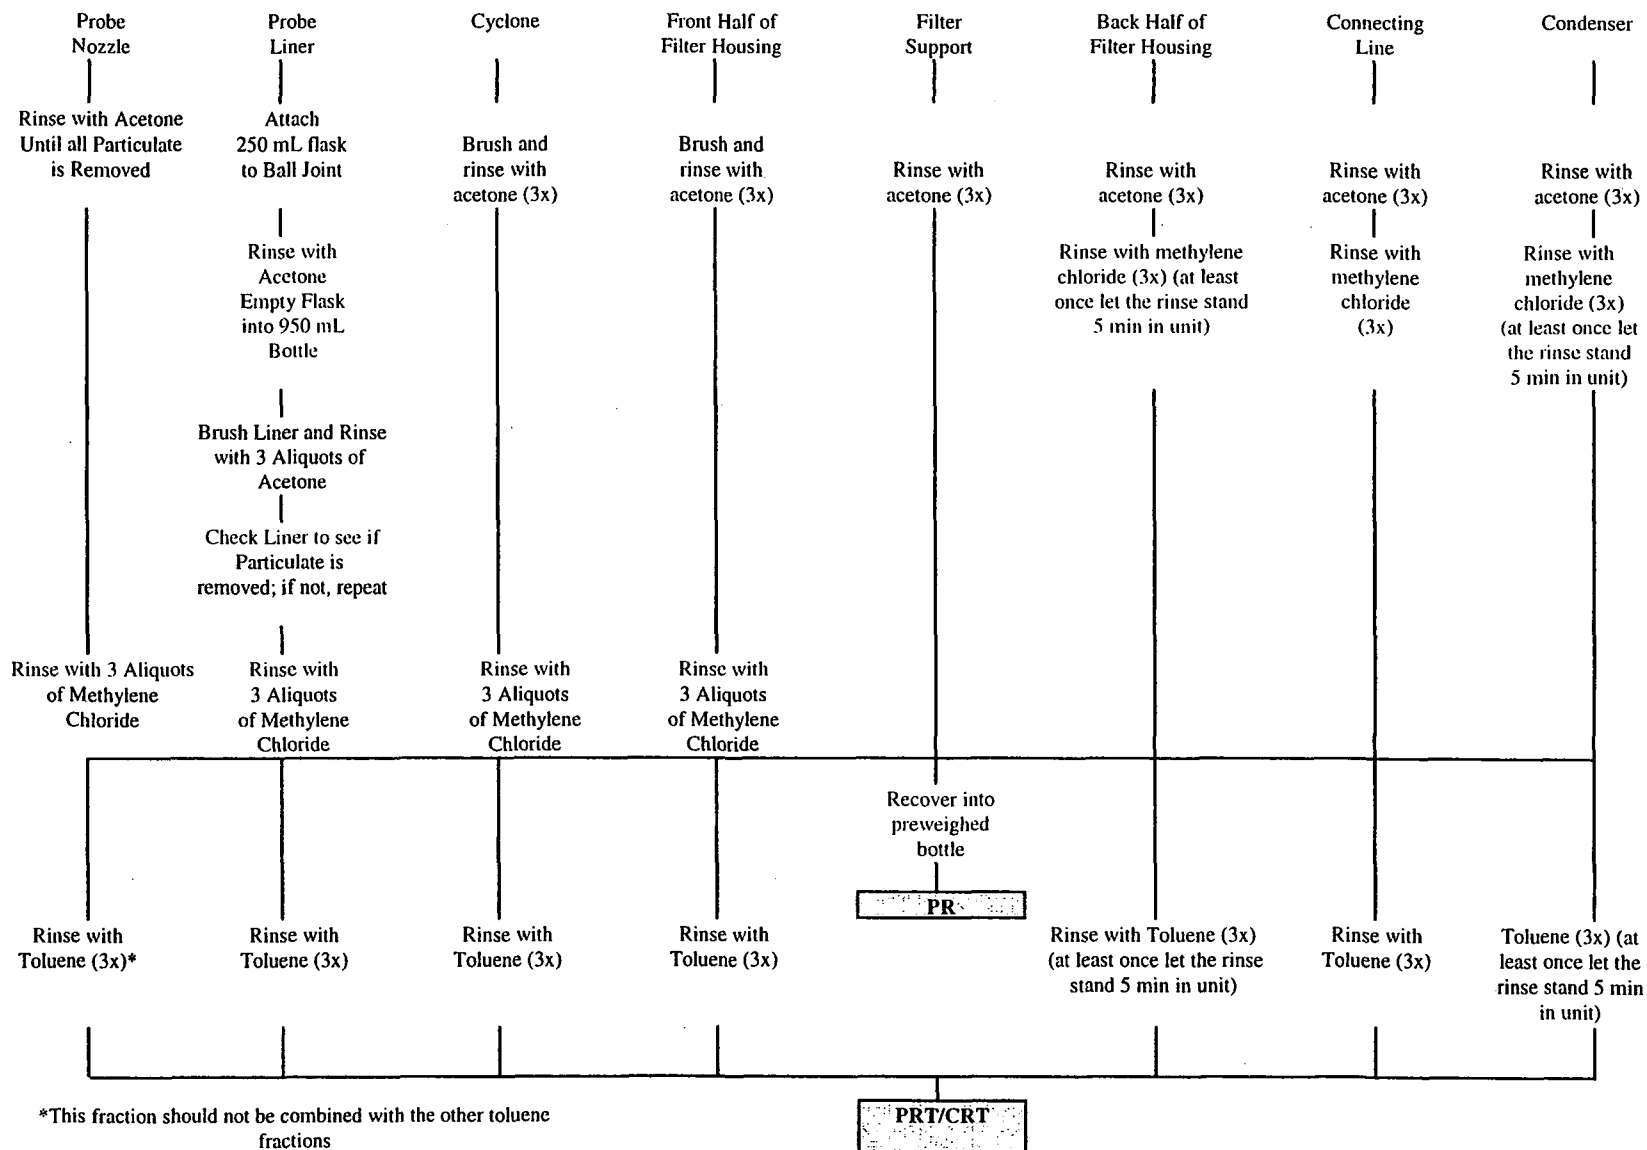 Probe
Nozzle
Probe
Liner
Cyclone
Front Half of
Filter Housing
Filter
Support
Back Half of
Filter Housing
Connecting
Line
Condenser
Rinse with Acetone
Until all Particulate
is Removed
Attach
250 mL flask
to Ball Joint
Brush and
rinse with
acetone (3x)
Brush and
rinse with
acetone (3x)
Rinse with
acetone (3x)
Rinse with
acetone (3x)
Rinse with
acetone (3x)
Rinse with
acetone (3x)
Rinse with
Acetone
Empty Flask
into 950 mL
Bottle
Rinse with methylene
chloride (3x) (at least
once let the rinse stand
5 min in unit)
Rinse with
methylene
chloride
(3x)
Rinse with
methylene
chloride (3x)
(at least once let
the rinse stand
5 min in unit)
Brush Liner and Rinse
with 3 Aliquots of
Acetone
Check Liner to see if
Particulate is
removed; if not, repeat
Rinse with 3 Aliquots
of Methylene
Chloride
Rinse with
3 Aliquots
of Methylene
Chloride
Rinse with
3 Aliquots
of Methylene
Chloride
Rinse with
3 Aliquots
of Methylene
Chloride
Recover into
preweighed
bottle
PR
Rinse with
Toluene (3x)*
Rinse with
Toluene (3x)
Rinse with
Toluene (3x)
Rinse with
Toluene (3x)
Rinse with Toluene (3x)
(at least once let the rinse
stand 5 min in unit)
Rinse with
Toluene (3x)
Toluene (3x) (at
least once let the
rinse stand 5 min
in unit)
*This fraction should not be combined with the other toluene
fractions
PRT/CRT